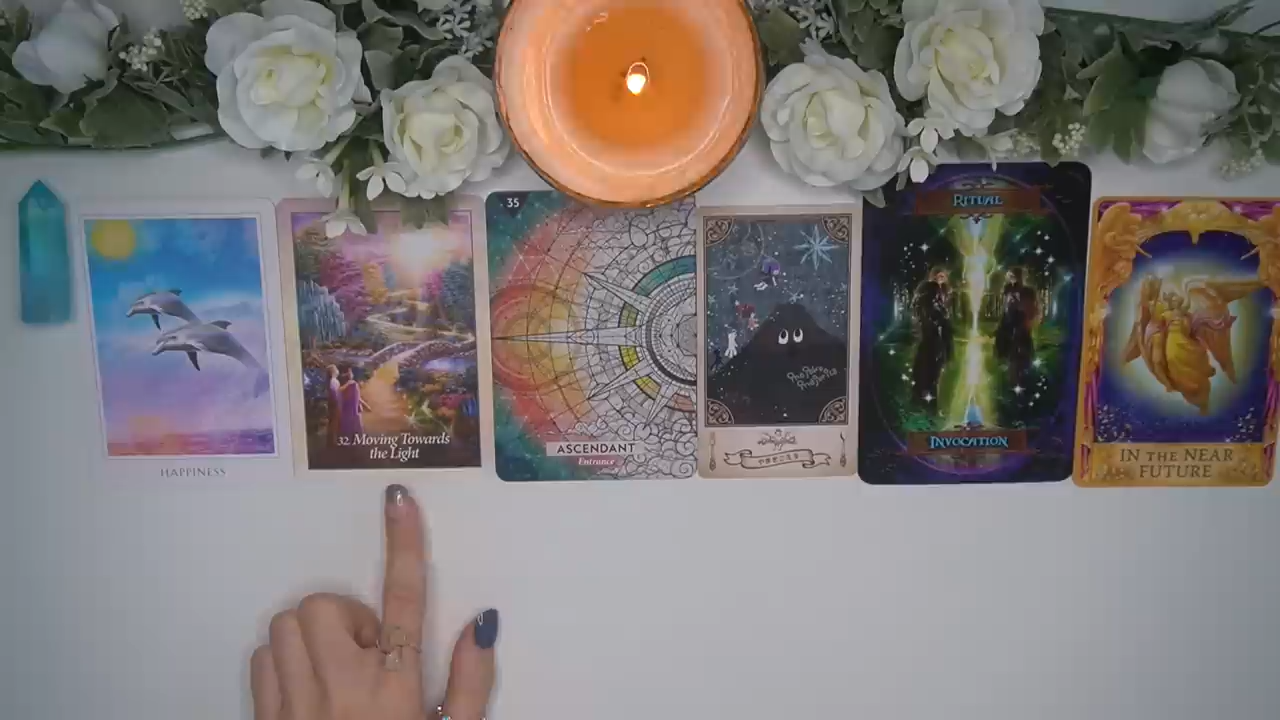 HAPPINESS
32 Moving Towards
the Light
35
ASCENDANT
Entrance
RITUAL
INVOCATION
IN THE NEAR
FUTURE